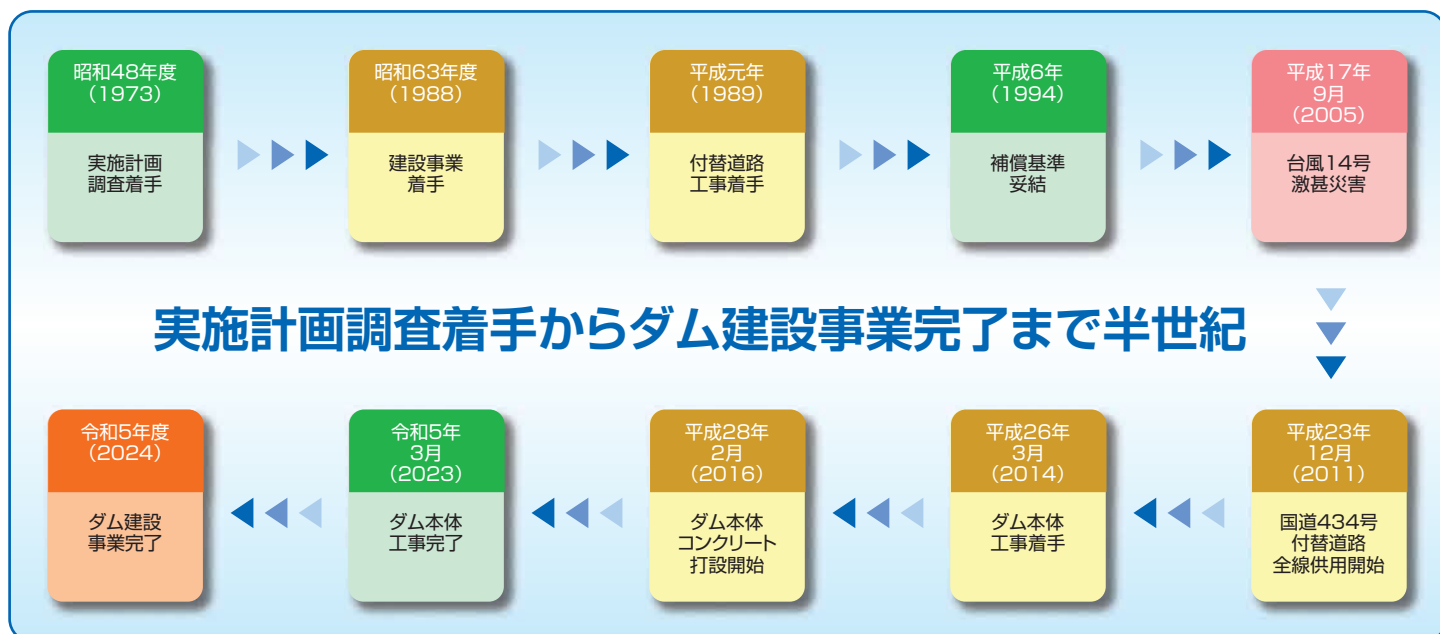 昭和48年度
(1973)
実施計画
調査着手
昭和63年度
(1988)
建設事業
着手
平成元年
(1989)
付替道路
工事着手
平成6年
(1994)
補償基準
妥結
平成17年
9月
(2005)
台風14号
激甚災害
実施計画調査着手からダム建設事業完了まで半世紀
平成23年
12月
(2011)
国道434号
付替道路
全線供用開始
平成26年
3月
(2014)
ダム本体
工事着手
平成28年
2月
(2016)
ダム本体
コンクリート
打設開始
令和5年
3月
(2023)
ダム本体
工事完了
令和5年度
(2024)
ダム建設
事業完了